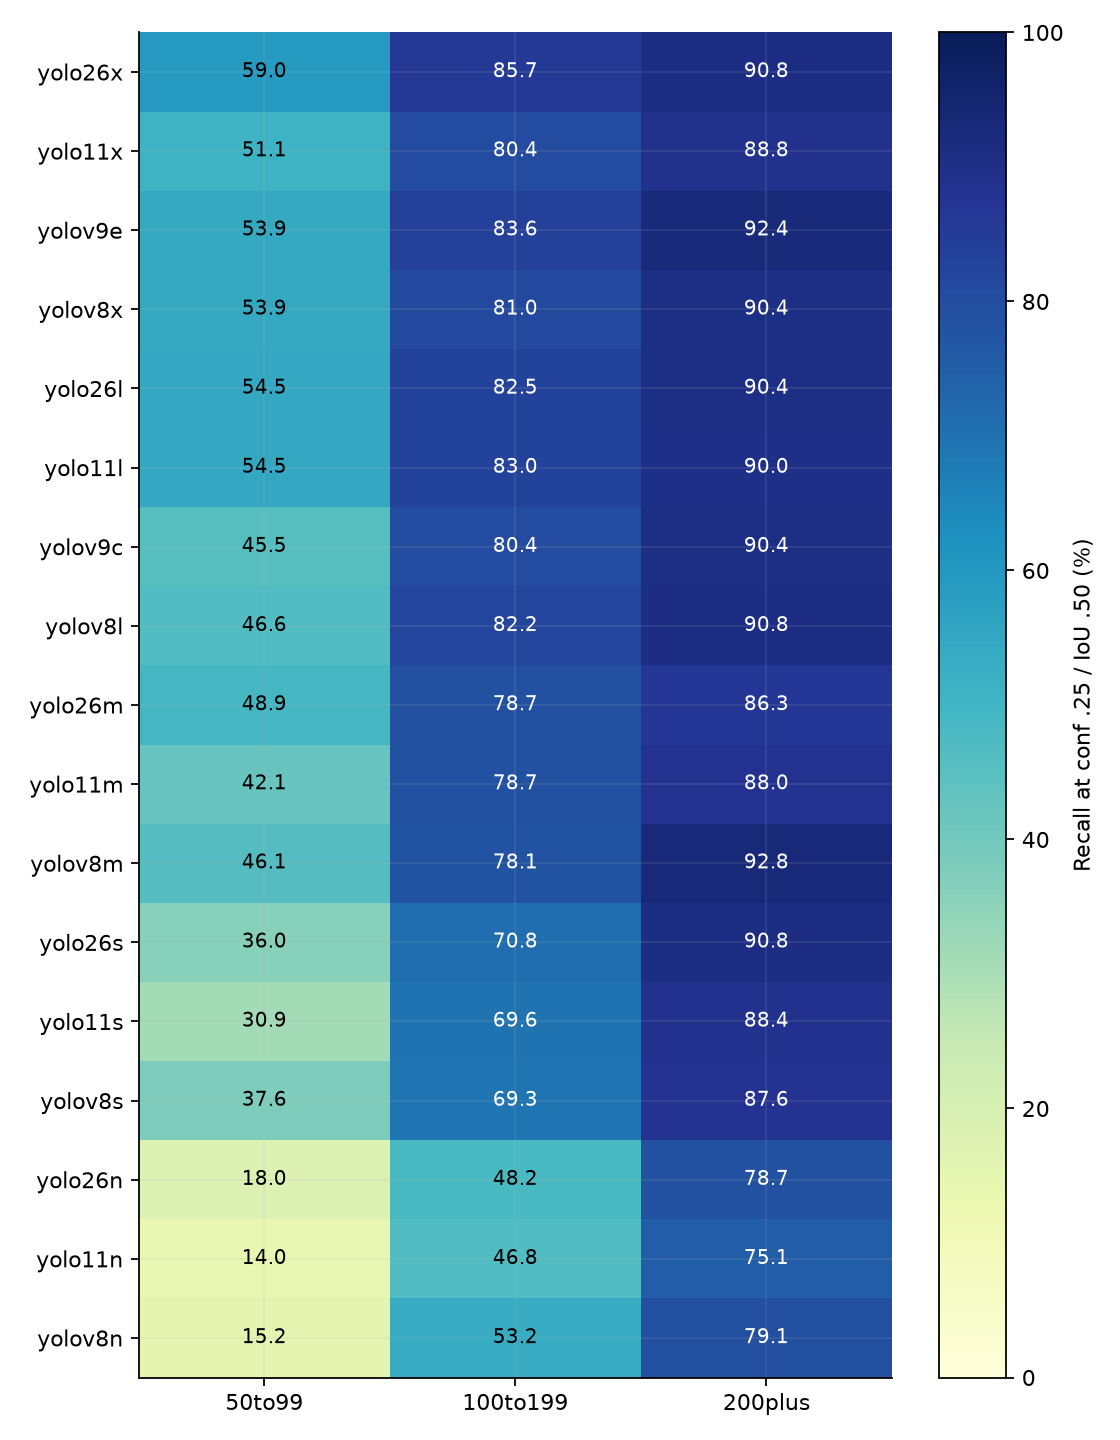 yolo26x 59.0 85.7 90.8
yolo11x 51.1 80.4 88.8
yolov9e 53.9 83.6 92.4
yolov8x 53.9 81.0 90.4
yolo26l 54.5 82.5 90.4
yolo11l 54.5 83.0 90.0
yolov9c 45.5 80.4 90.4
yolov8l 46.6 82.2 90.8
yolo26m 48.9 78.7 86.3
yolo11m 42.1 78.7 88.0
yolov8m 46.1 78.1 92.8
yolo26s 36.0 70.8 90.8
yolo11s 30.9 69.6 88.4
yolov8s 37.6 69.3 87.6
yolo26n 18.0 48.2 78.7
yolo11n 14.0 46.8 75.1
yolov8n 15.2 53.2 79.1
50to99 100to199 200plus
100
80
60
40
20
0
Recall at conf .25 / IoU .50 (%)